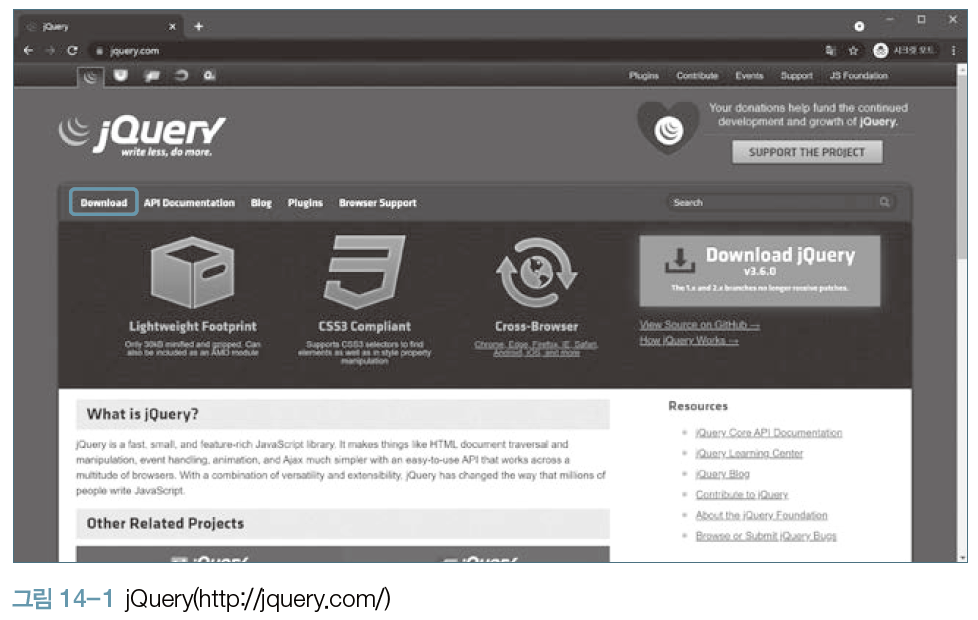 jQuery
jquery.com
시크릿 모드
Plugins Contribute Events Support JS Foundation
jQuery
write less, do more.
Your donations help fund the continued
development and growth of jQuery.
SUPPORT THE PROJECT
Download API Documentation Blog Plugins Browser Support
Search
Lightweight Footprint
Only 30kB minified and gzipped. Can
also be included as an AMD module
CSS3 Compliant
Supports CSS3 selectors to find
elements as well as in style property
manipulation
Cross-Browser
Chrome, Edge, Firefox, IE, Safari,
Android, iOS, and more
Download jQuery
v3.6.0
The 1.x and 2.x branches no longer receive patches.
View Source on GitHub →
How jQuery Works →
What is jQuery?
jQuery is a fast, small, and feature-rich JavaScript library. It makes things like HTML document traversal and
manipulation, event handling, animation, and Ajax much simpler with an easy-to-use API that works across a
multitude of browsers. With a combination of versatility and extensibility, jQuery has changed the way that millions of
people write JavaScript.
Other Related Projects
jQuery jQuery
Resources
jQuery Core API Documentation
jQuery Learning Center
jQuery Blog
Contribute to jQuery
About the jQuery Foundation
Browse or Submit jQuery Bugs
그림 14-1 jQuery(http://jquery.com/)